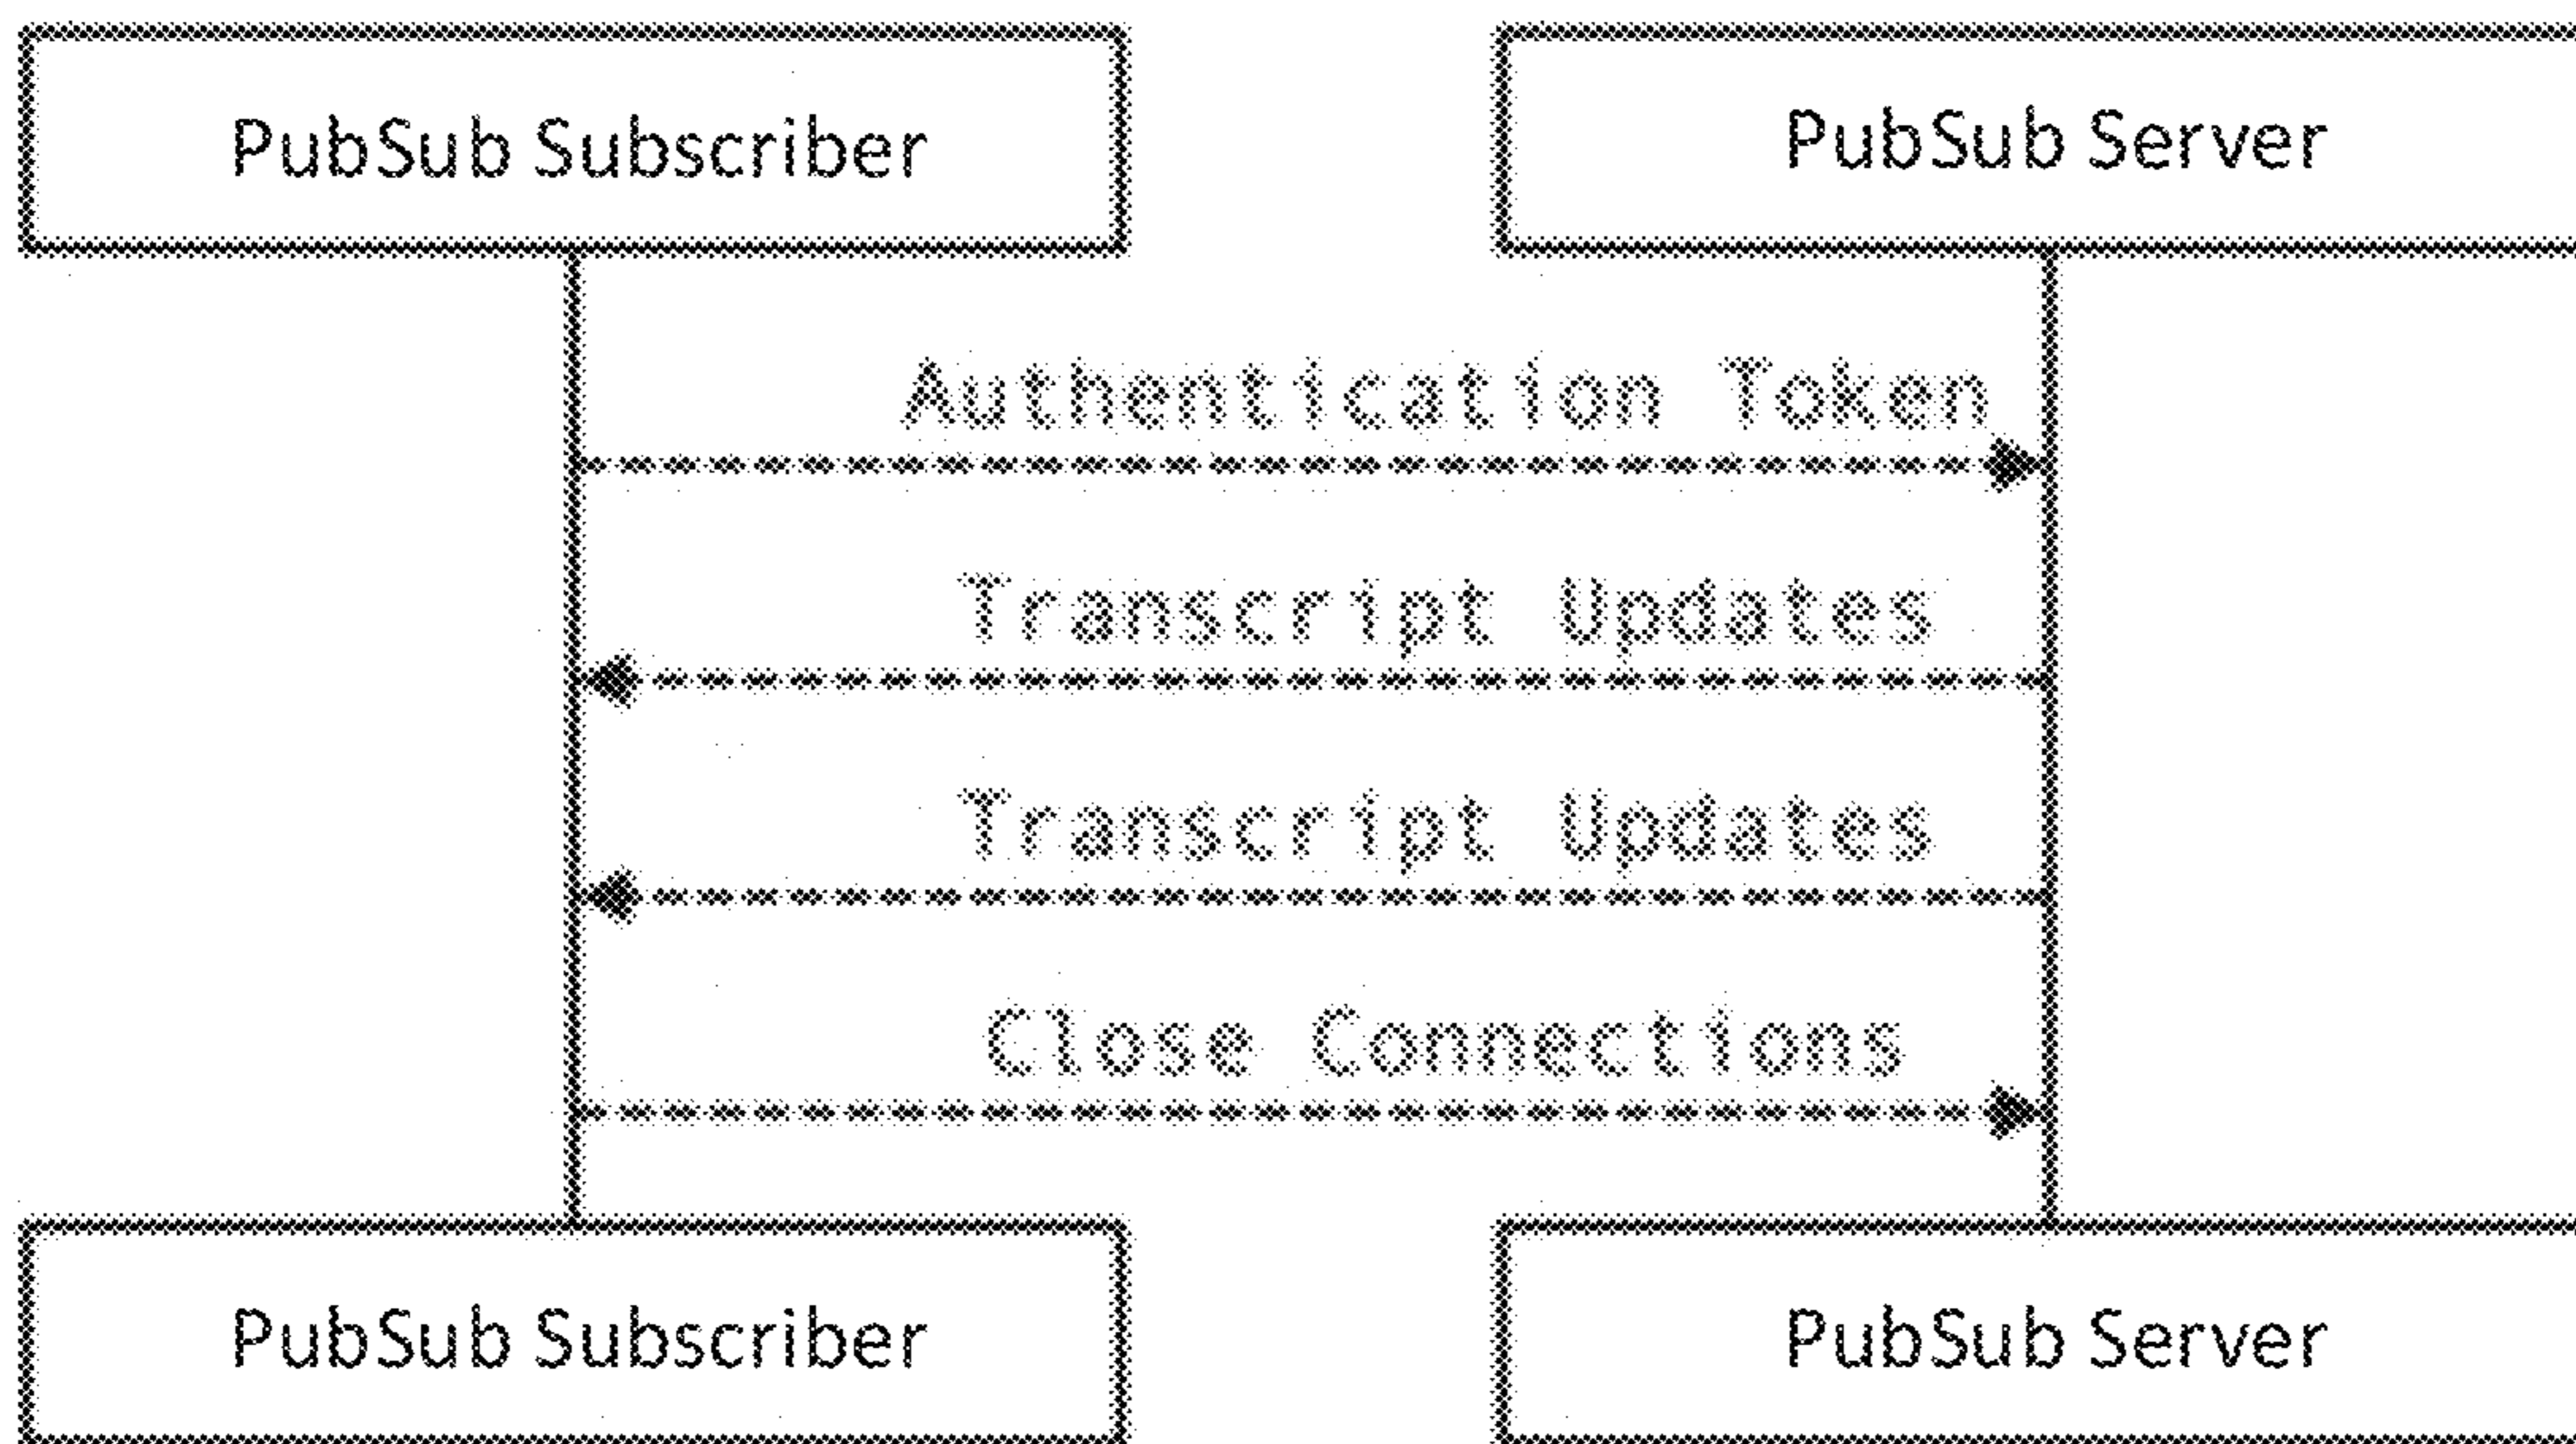 PubSub Subscriber
PubSub Server
Authentication Token
Transcript Updates
Transcript Updates
Close Connections
PubSub Subscriber
PubSub Server